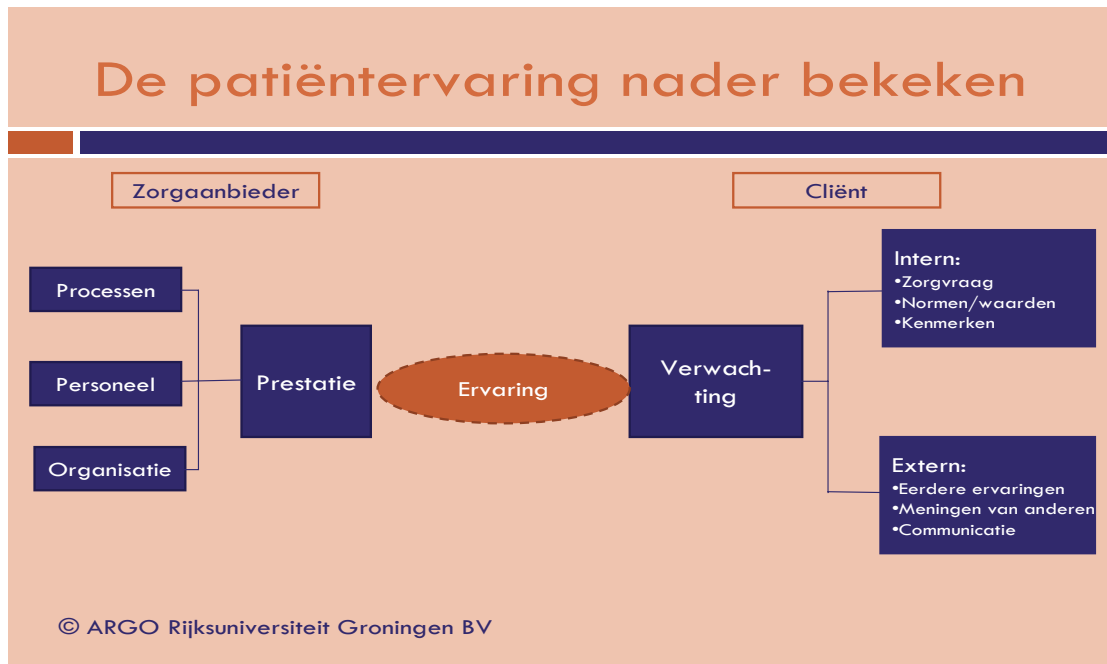 De patiëntervaring nader bekeken
Zorgaanbieder
Cliënt
Processen
Personeel
Organisatie
Prestatie
Ervaring
Verwach-
ting
Intern:
•Zorgvraag
•Normen/waarden
•Kenmerken
Extern:
•Eerdere ervaringen
•Meningen van anderen
•Communicatie
© ARGO Rijksuniversiteit Groningen BV